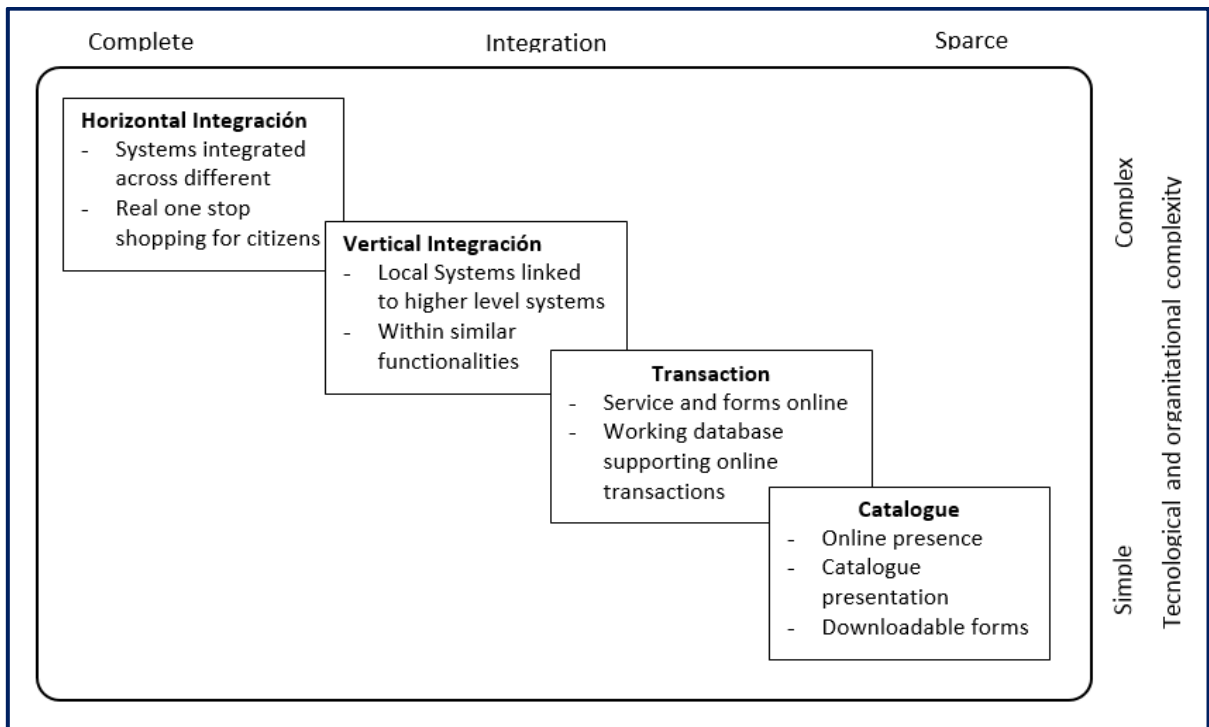 Complete
Integration
Sparce
Horizontal Integración
- Systems integrated
across different
- Real one stop
shopping for citizens
Vertical Integración
- Local Systems linked
to higher level systems
- Within similar
functionalities
Transaction
- Service and forms online
- Working database
supporting online
transactions
Catalogue
- Online presence
- Catalogue
presentation
- Downloadable forms
Complex
Simple
Tecnological and organitational complexity